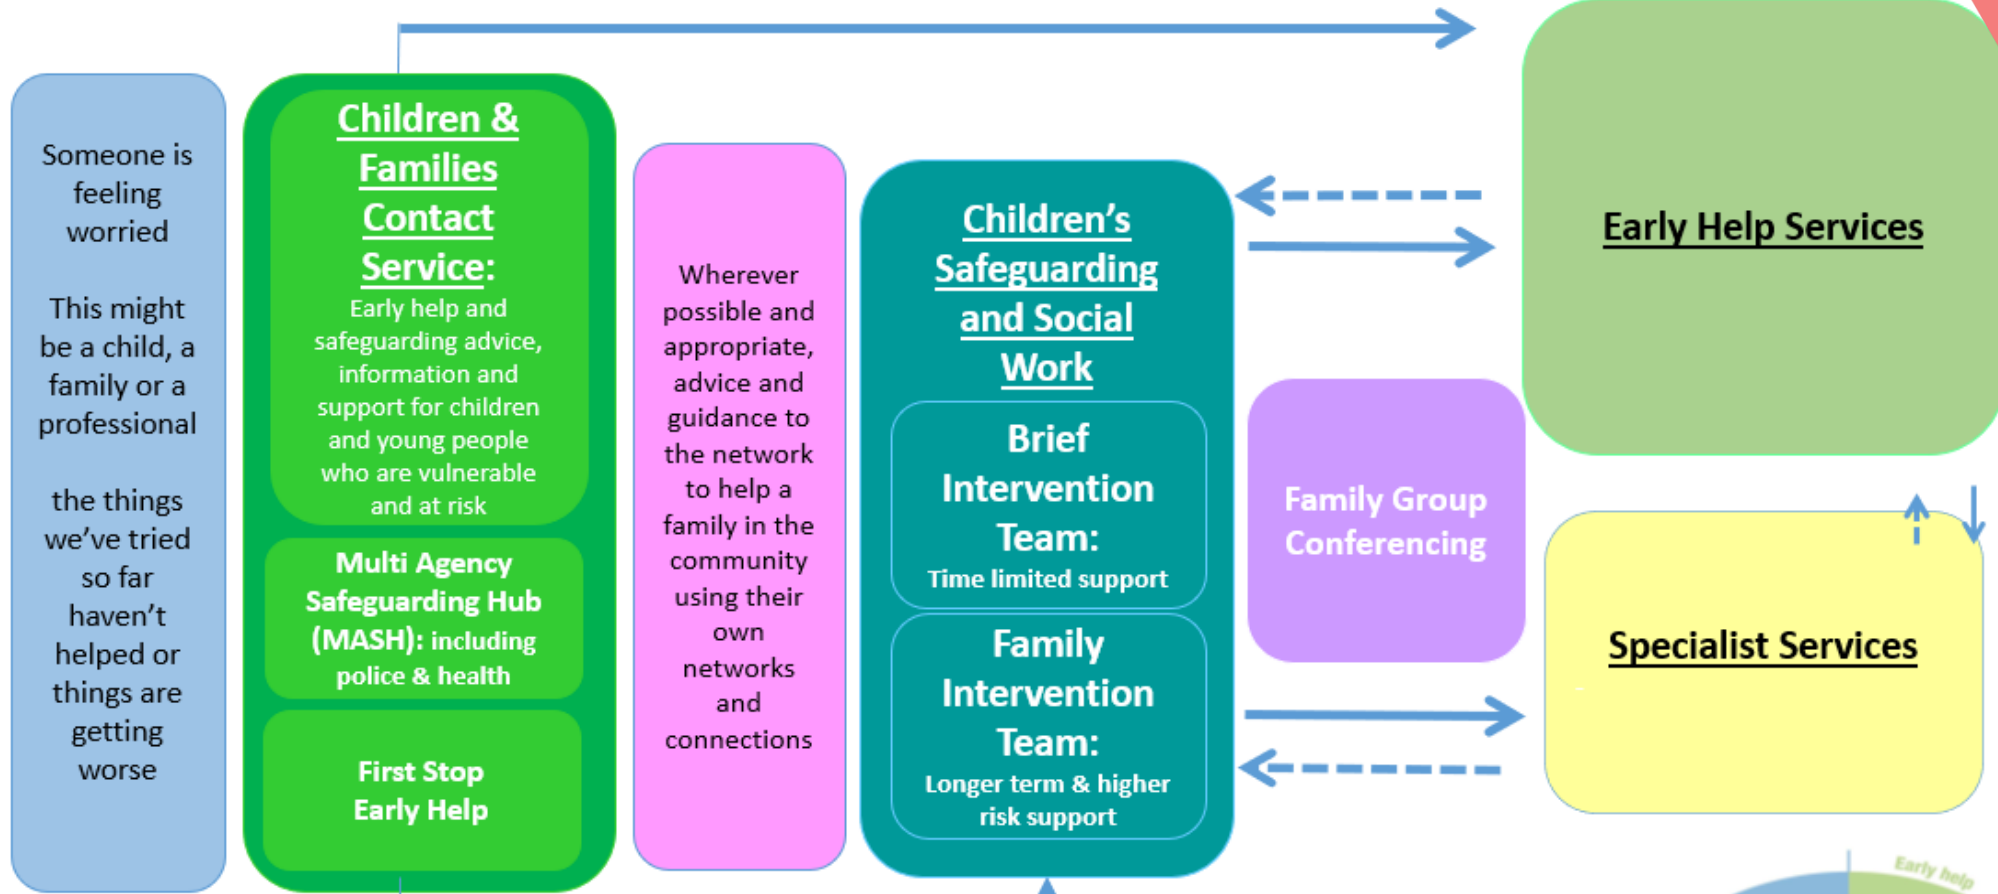 Someone is
feeling
worried
This might
be a child, a
family or a
professional
the things
we've tried
so far
haven't
helped or
things are
getting
worse
Children &
Families
Contact
Service:
Early help and
safeguarding advice,
information and
support for children
and young people
who are vulnerable
and at risk
Multi Agency
Safeguarding Hub
(MASH): including
police & health
First Stop
Early Help
Wherever
possible and
appropriate,
advice and
guidance to
the network
to help a
family in the
community
using their
own
networks
and
connections
Children's
Safeguarding
and Social
Work
Brief
Intervention
Team:
Time limited support
Family
Intervention
Team:
Longer term & higher
risk support
Family Group
Conferencing
Early Help Services
Specialist Services
Early help